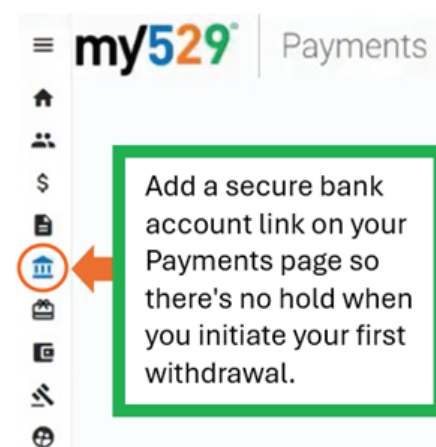 my529 Payments
$
Add a secure bank
account link on your
Payments page so
there's no hold when
you initiate your first
withdrawal.